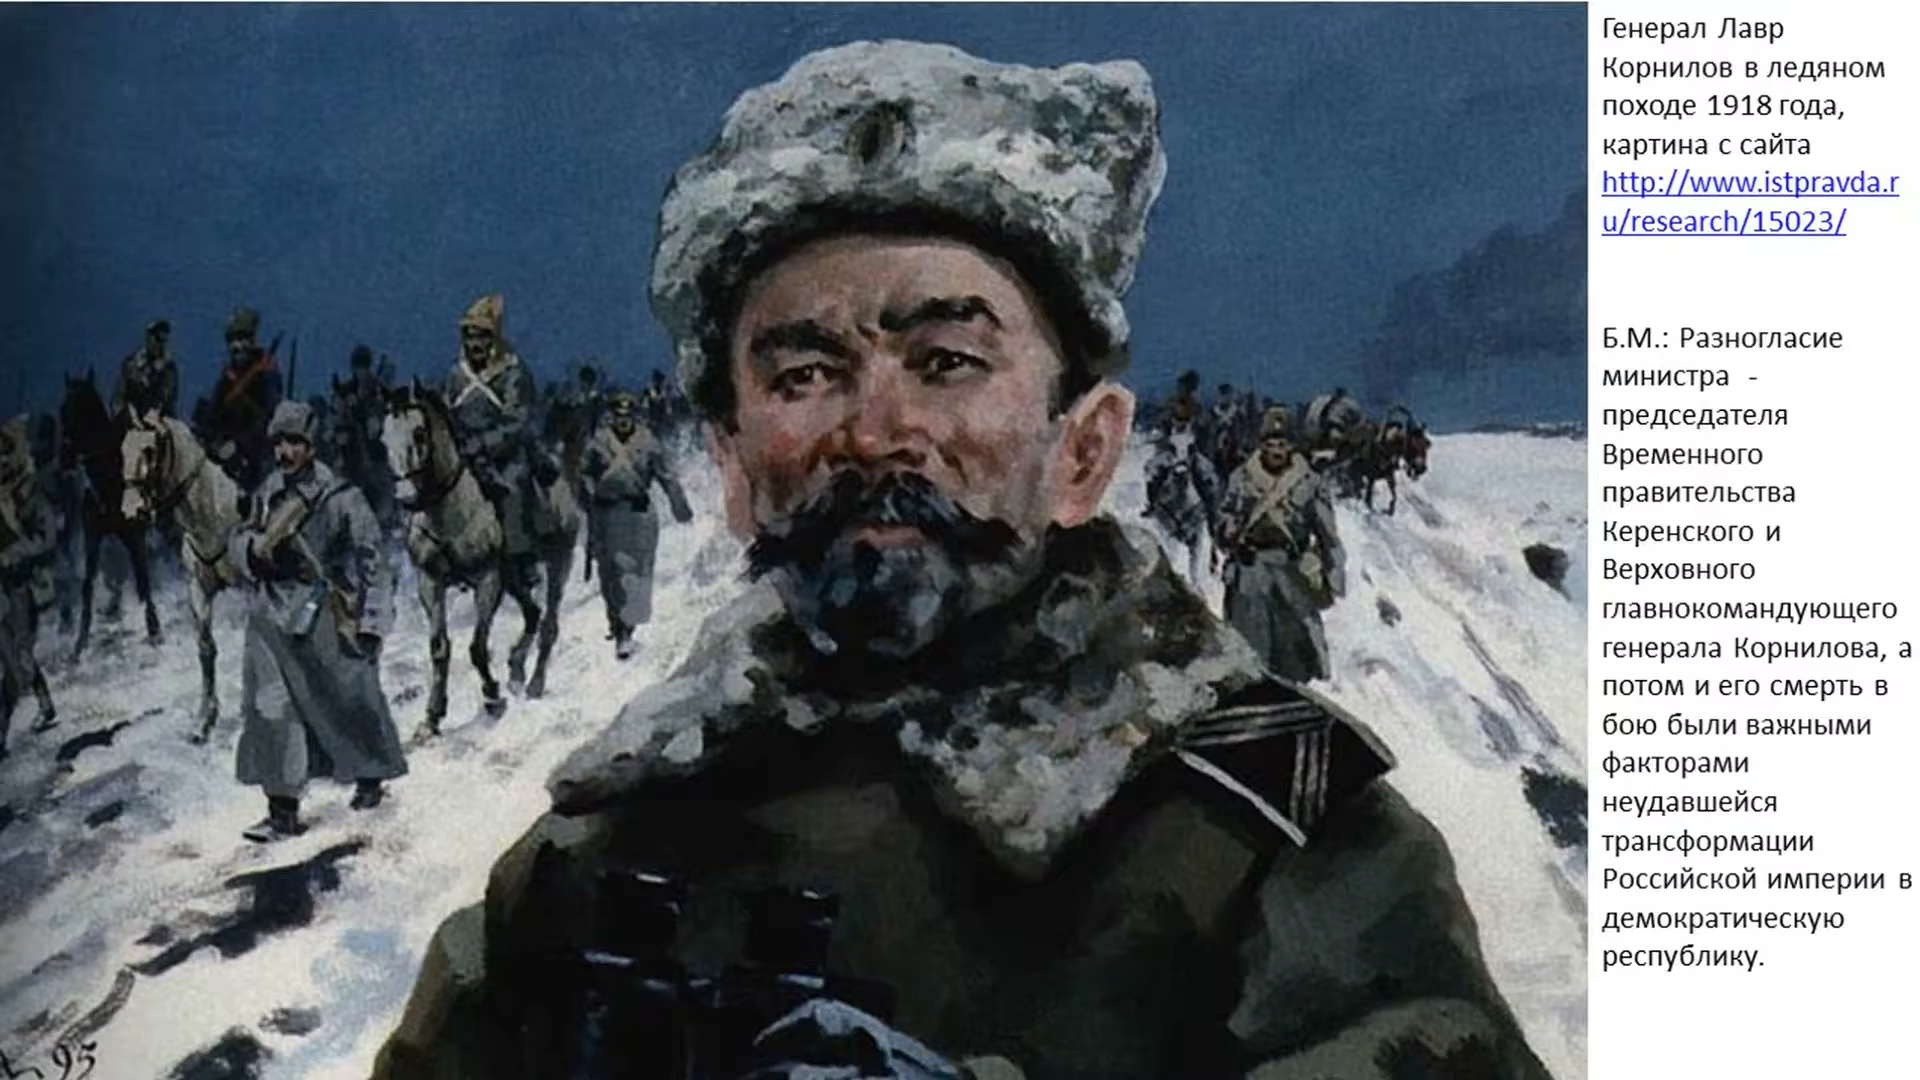 Генерал Лавр
Корнилов в ледяном
походе 1918 года,
картина с сайта
http://www.istpravda.r
u/research/15023/
Б.М.: Разногласие
министра -
председателя
Временного
правительства
Керенского и
Верховного
главнокомандующего
генерала Корнилова, а
потом и его смерть в
бою были важными
факторами
неудавшейся
трансформации
Российской империи в
демократическую
республику.
95